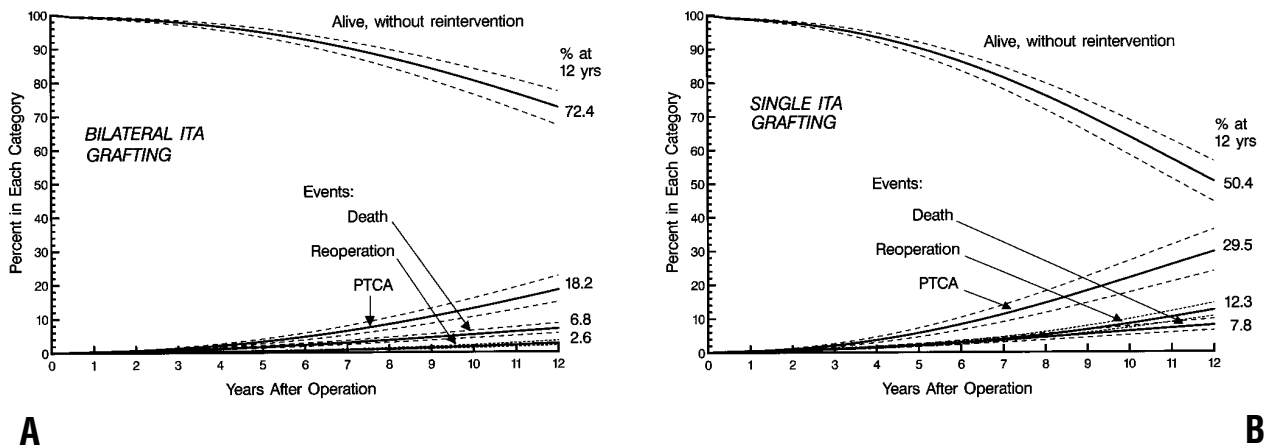 Percent in Each Category
100
90
80
70
60
50
40
30
20
10
0
Alive, without reintervention
% at
12 yrs
72.4
BILATERAL ITA
GRAFTING
Events:
Death
Reoperation
PTCA
18.2
6.8
2.6
0 1 2 3 4 5 6 7 8 9 10 11 12
Years After Operation
A
Percent in Each Category
100
90
80
70
60
50
40
30
20
10
0
Alive, without reintervention
SINGLE ITA
GRAFTING
% at
12 yrs
50.4
Events:
Death
Reoperation
PTCA
29.5
12.3
7.8
0 1 2 3 4 5 6 7 8 9 10 11 12
Years After Operation
B